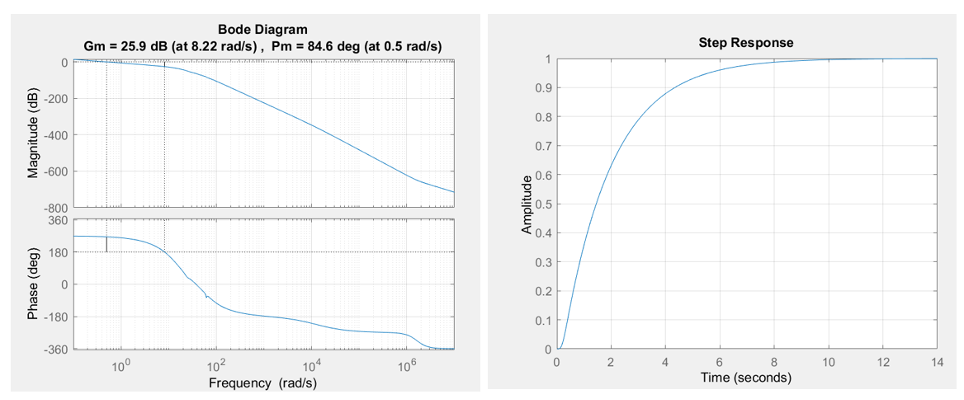 Bode Diagram
Gm = 25.9 dB (at 8.22 rad/s) , Pm = 84.6 deg (at 0.5 rad/s)
Magnitude (dB)
0
-200
-400
-600
-800
Phase (deg)
360
180
0
-180
-360
10^0
10^2
10^4
10^6
Frequency (rad/s)
Step Response
Amplitude
1
0.9
0.8
0.7
0.6
0.5
0.4
0.3
0.2
0.1
0
0 2 4 6 8 10 12 14
Time (seconds)